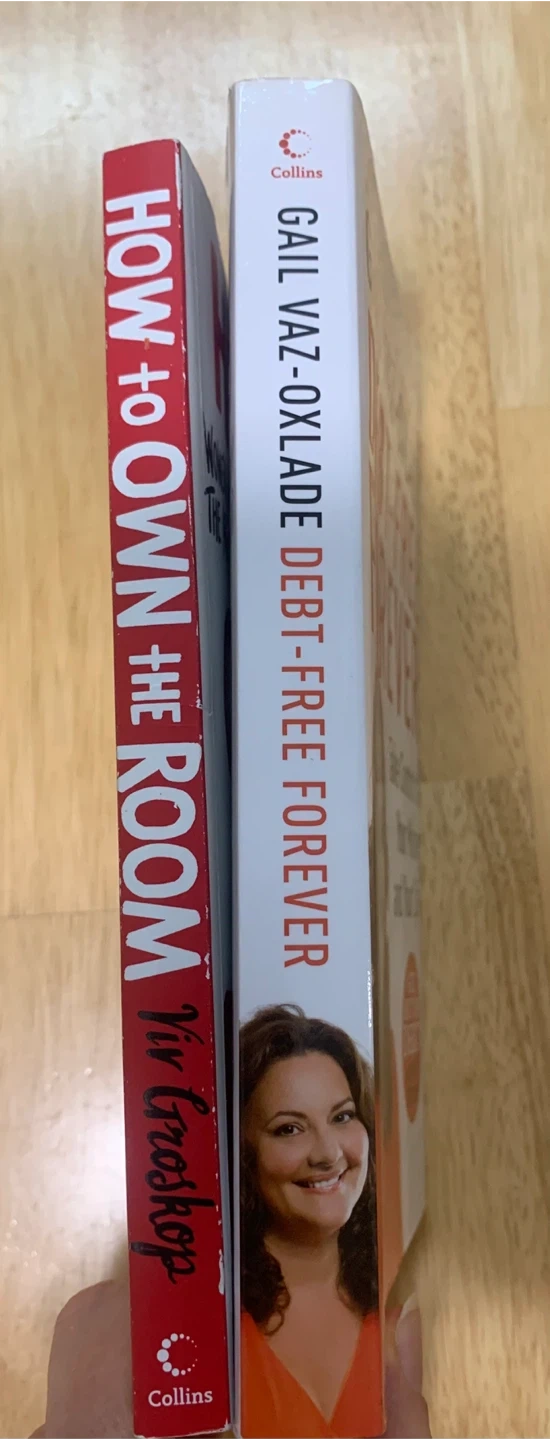 HOW to OWN THE ROOM Viv Groskop
Collins
Collins
GAIL VAZ-OXLADE DEBT-FREE FOREVER